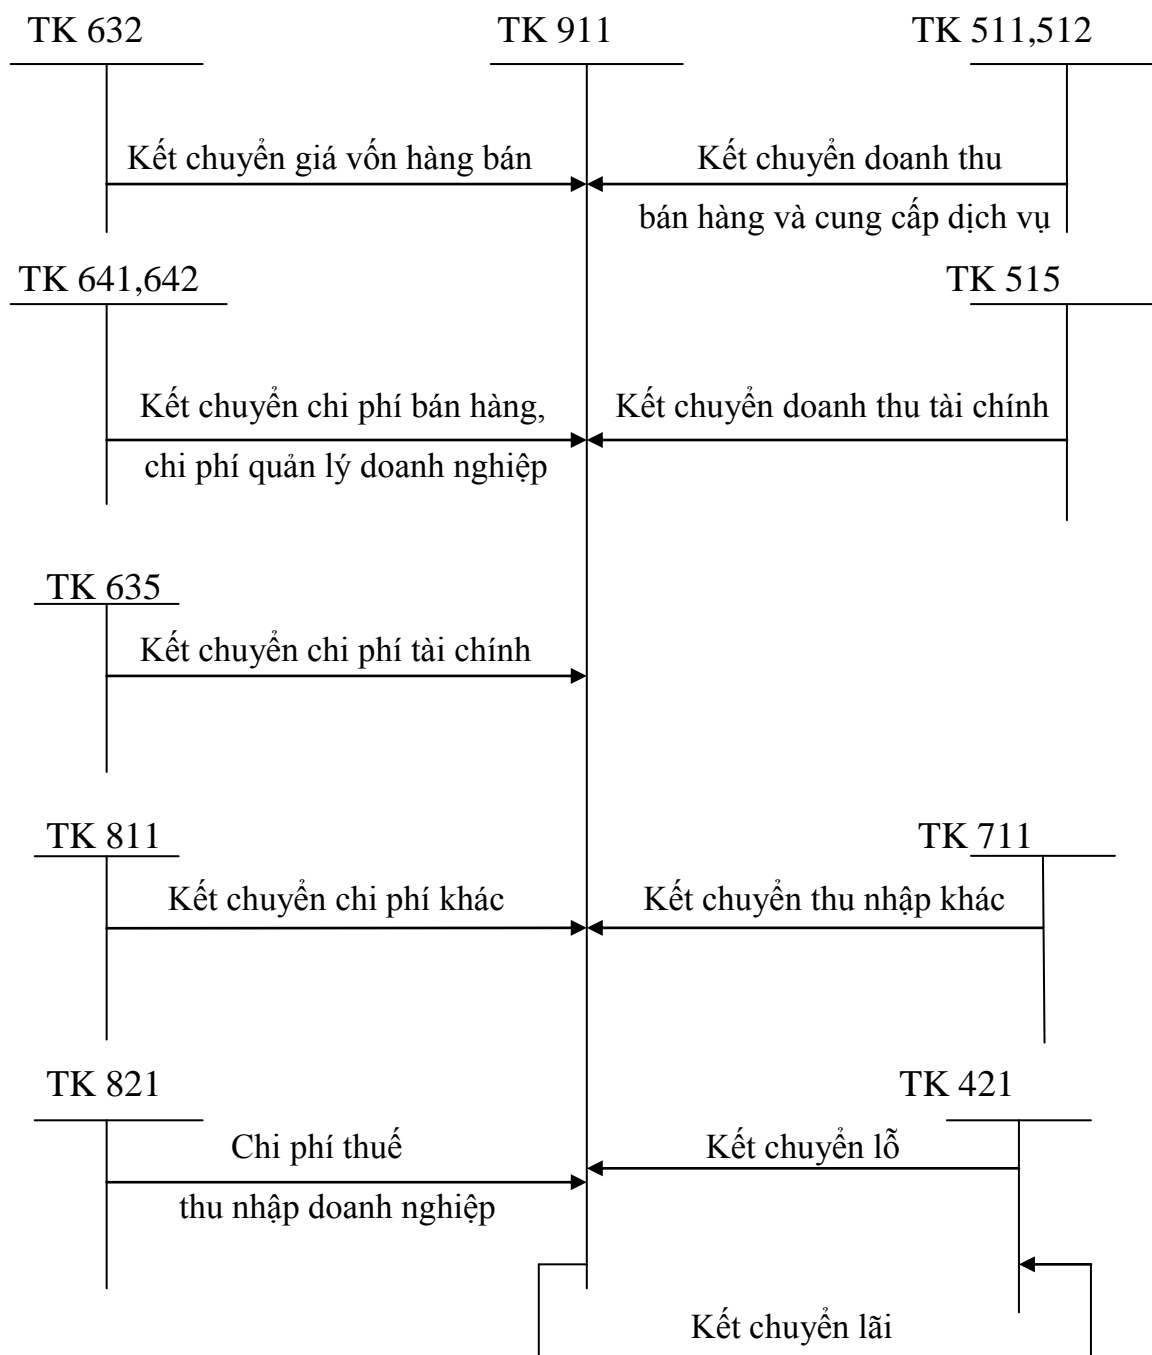 TK 632
TK 911
TK 511,512
Kết chuyển giá vốn hàng bán
Kết chuyển doanh thu
bán hàng và cung cấp dịch vụ
TK 641,642
TK 515
Kết chuyển chi phí bán hàng,
chi phí quản lý doanh nghiệp
Kết chuyển doanh thu tài chính
TK 635
Kết chuyển chi phí tài chính
TK 811
TK 711
Kết chuyển chi phí khác
Kết chuyển thu nhập khác
TK 821
TK 421
Chi phí thuế
thu nhập doanh nghiệp
Kết chuyển lỗ
Kết chuyển lãi